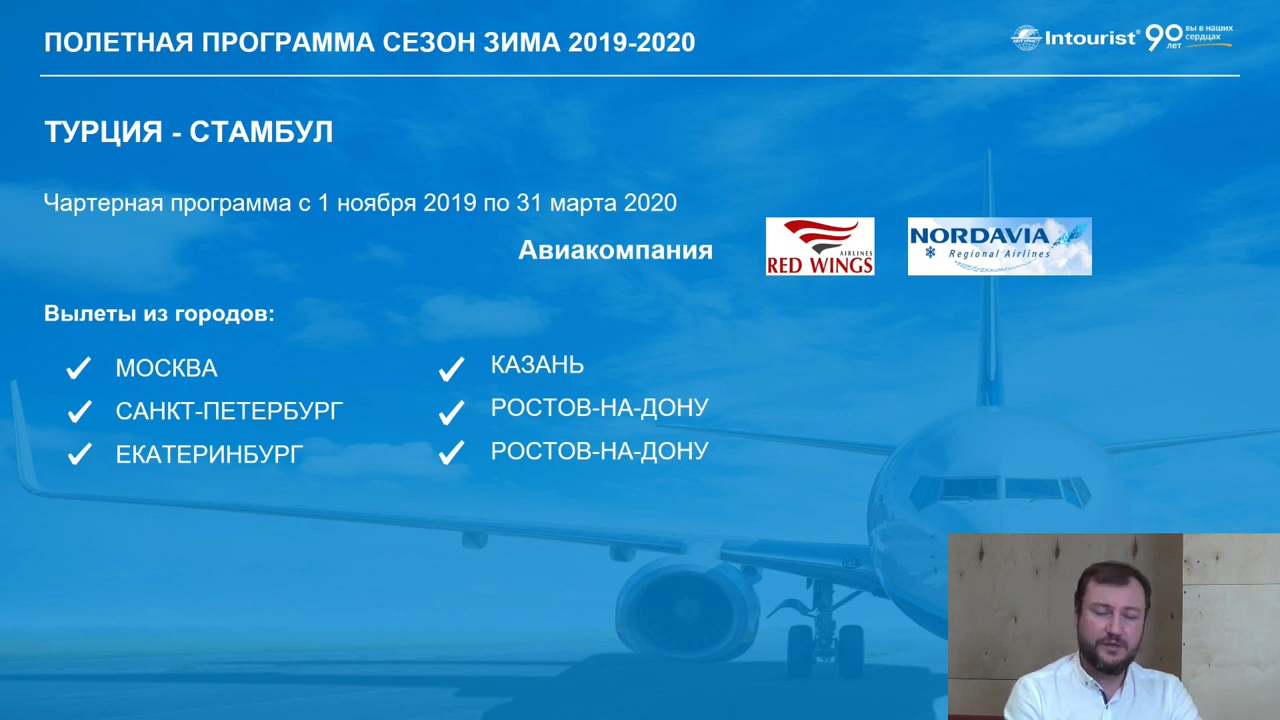 ПОЛЕТНАЯ ПРОГРАММА СЕЗОН ЗИМА 2019-2020
Intourist® 90 лет вы в наших сердцах
ТУРЦИЯ - СТАМБУЛ
Чартерная программа с 1 ноября 2019 по 31 марта 2020
Авиакомпания
AIRLINES
RED WINGS
NORDAVIA
Regional Airlines
Вылеты из городов:
МОСКВА
САНКТ-ПЕТЕРБУРГ
ЕКАТЕРИНБУРГ
КАЗАНЬ
РОСТОВ-НА-ДОНУ
РОСТОВ-НА-ДОНУ